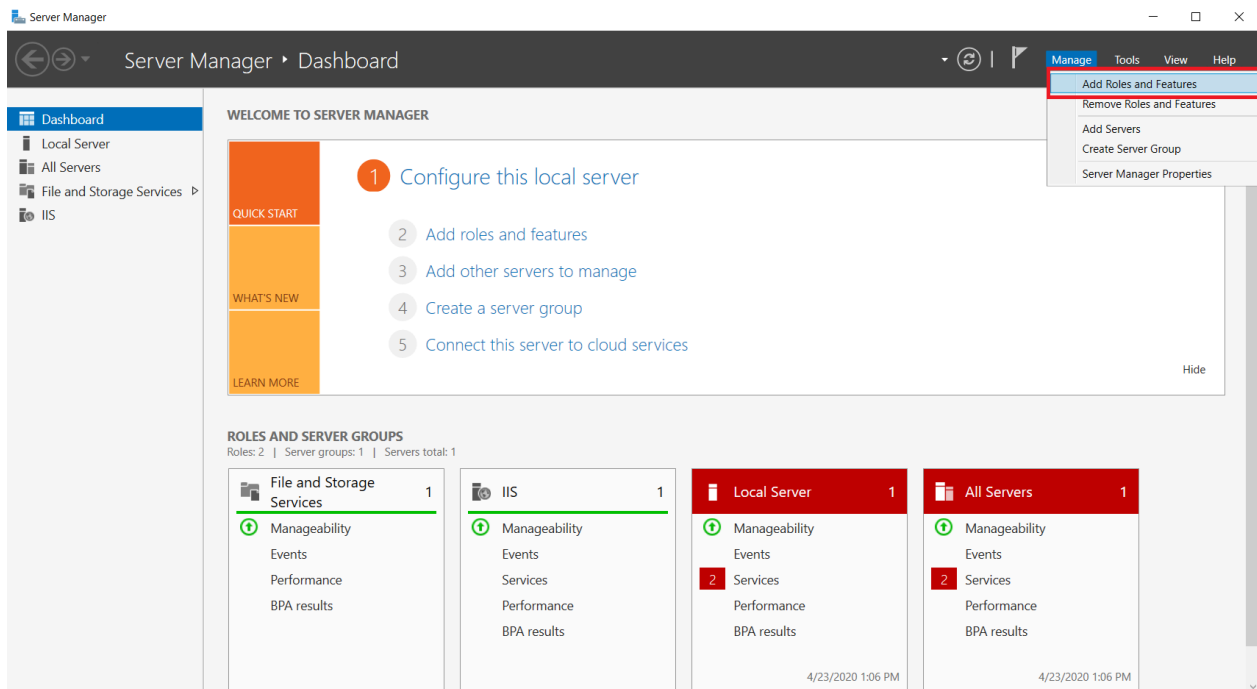 Server Manager
Server Manager ‣ Dashboard
Manage Tools View Help
Add Roles and Features
Remove Roles and Features
Add Servers
Create Server Group
Server Manager Properties
Dashboard
Local Server
All Servers
File and Storage Services
IIS
WELCOME TO SERVER MANAGER
QUICK START
WHAT'S NEW
LEARN MORE
1 Configure this local server
2 Add roles and features
3 Add other servers to manage
4 Create a server group
5 Connect this server to cloud services
Hide
ROLES AND SERVER GROUPS
Roles: 2 | Server groups: 1 | Servers total: 1
File and Storage
Services 1
Manageability
Events
Performance
BPA results
IIS 1
Manageability
Events
Services
Performance
BPA results
Local Server 1
Manageability
Events
2 Services
Performance
BPA results
4/23/2020 1:06 PM
All Servers 1
Manageability
Events
2 Services
Performance
BPA results
4/23/2020 1:06 PM